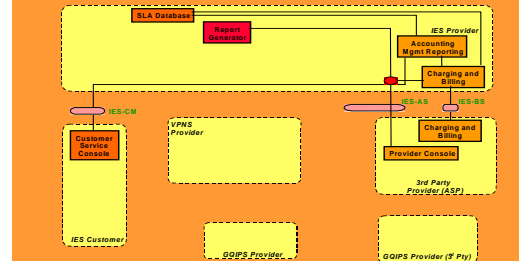 SLA Database
IES Provider
Report
Generator
Accounting
Mgmt Reporting
Charging and
Billing
IES-CM
IES-AS
IES-BS
VPNS
Provider
Charging and
Billing
Customer
Service
Console
Provider Console
3rd Party
Provider (ASP)
IES Customer
GQIPS Provider
GQIPS Provider (3rd Pty)